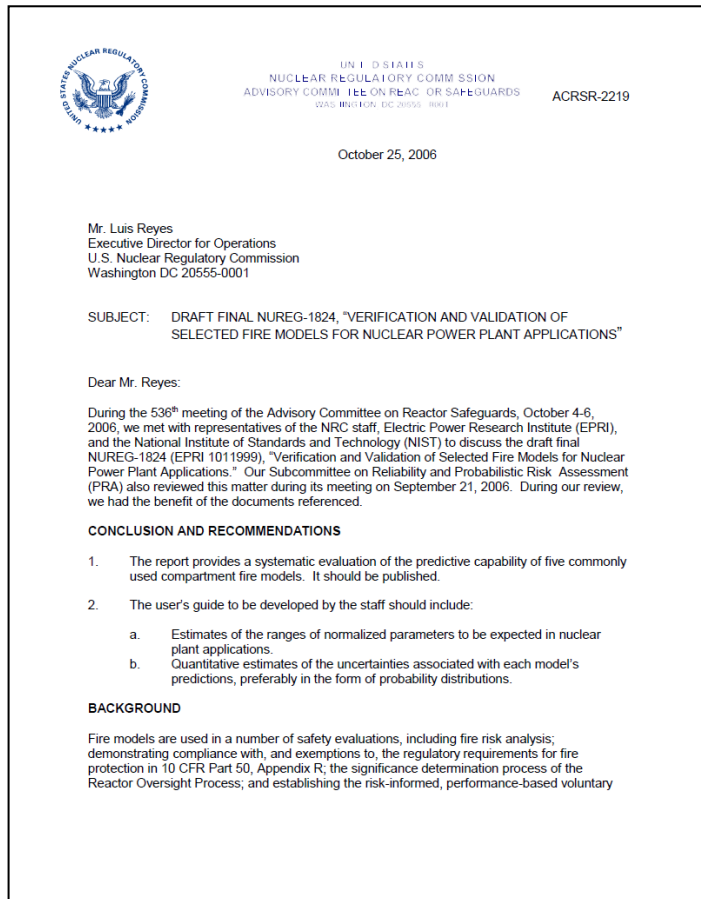 UNITED STATES NUCLEAR REGULATORY COMMISSION
UNI D STATES
NUCLEAR REGULATORY COMM SSION
ADVISORY COMMI EE ON REAC OR SAFEGUARDS
WAS INGTON, DC 20555 0001
ACRSR-2219
October 25, 2006
Mr. Luis Reyes
Executive Director for Operations
U.S. Nuclear Regulatory Commission
Washington DC 20555-0001
SUBJECT: DRAFT FINAL NUREG-1824, "VERIFICATION AND VALIDATION OF
SELECTED FIRE MODELS FOR NUCLEAR POWER PLANT APPLICATIONS"
Dear Mr. Reyes:
During the 536th meeting of the Advisory Committee on Reactor Safeguards, October 4-6,
2006, we met with representatives of the NRC staff, Electric Power Research Institute (EPRI),
and the National Institute of Standards and Technology (NIST) to discuss the draft final
NUREG-1824 (EPRI 1011999), "Verification and Validation of Selected Fire Models for Nuclear
Power Plant Applications." Our Subcommittee on Reliability and Probabilistic Risk Assessment
(PRA) also reviewed this matter during its meeting on September 21, 2006. During our review,
we had the benefit of the documents referenced.
CONCLUSION AND RECOMMENDATIONS
1. The report provides a systematic evaluation of the predictive capability of five commonly
used compartment fire models. It should be published.
2. The user's guide to be developed by the staff should include:
a. Estimates of the ranges of normalized parameters to be expected in nuclear
plant applications.
b. Quantitative estimates of the uncertainties associated with each model's
predictions, preferably in the form of probability distributions.
BACKGROUND
Fire models are used in a number of safety evaluations, including fire risk analysis;
demonstrating compliance with, and exemptions to, the regulatory requirements for fire
protection in 10 CFR Part 50, Appendix R; the significance determination process of the
Reactor Oversight Process; and establishing the risk-informed, performance-based voluntary